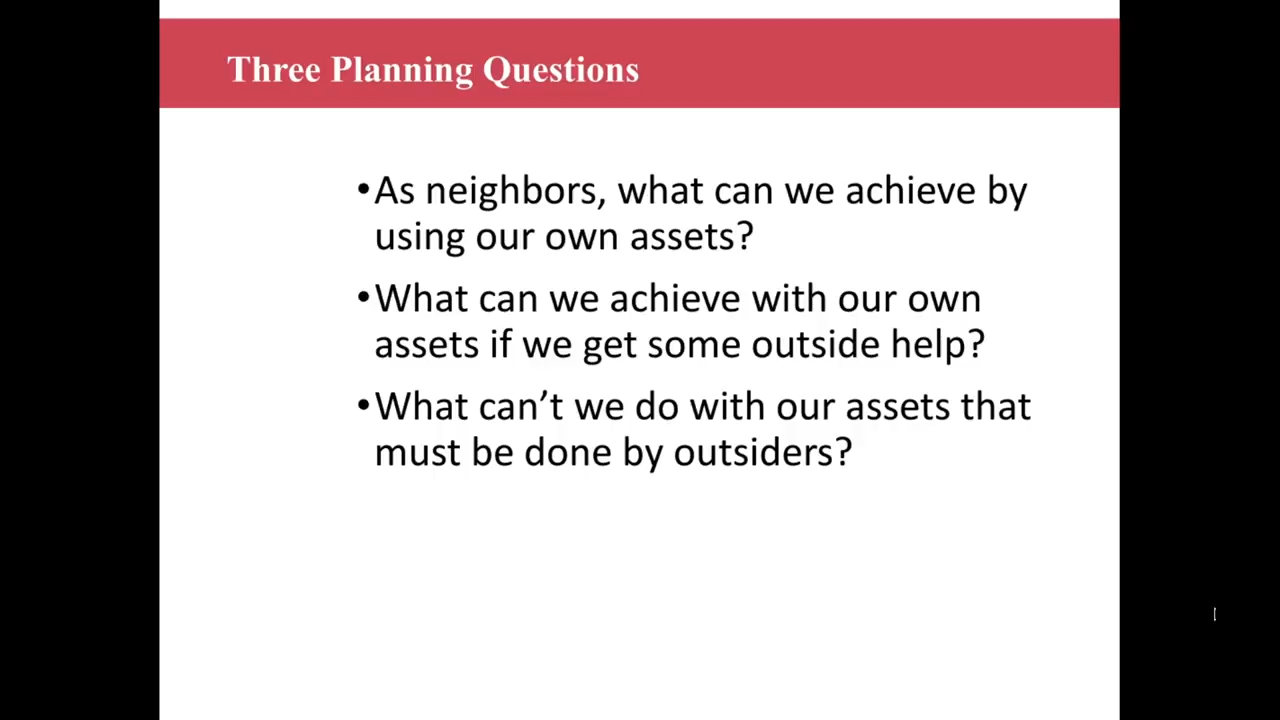 Three Planning Questions
•As neighbors, what can we achieve by
using our own assets?
•What can we achieve with our own
assets if we get some outside help?
•What can’t we do with our assets that
must be done by outsiders?